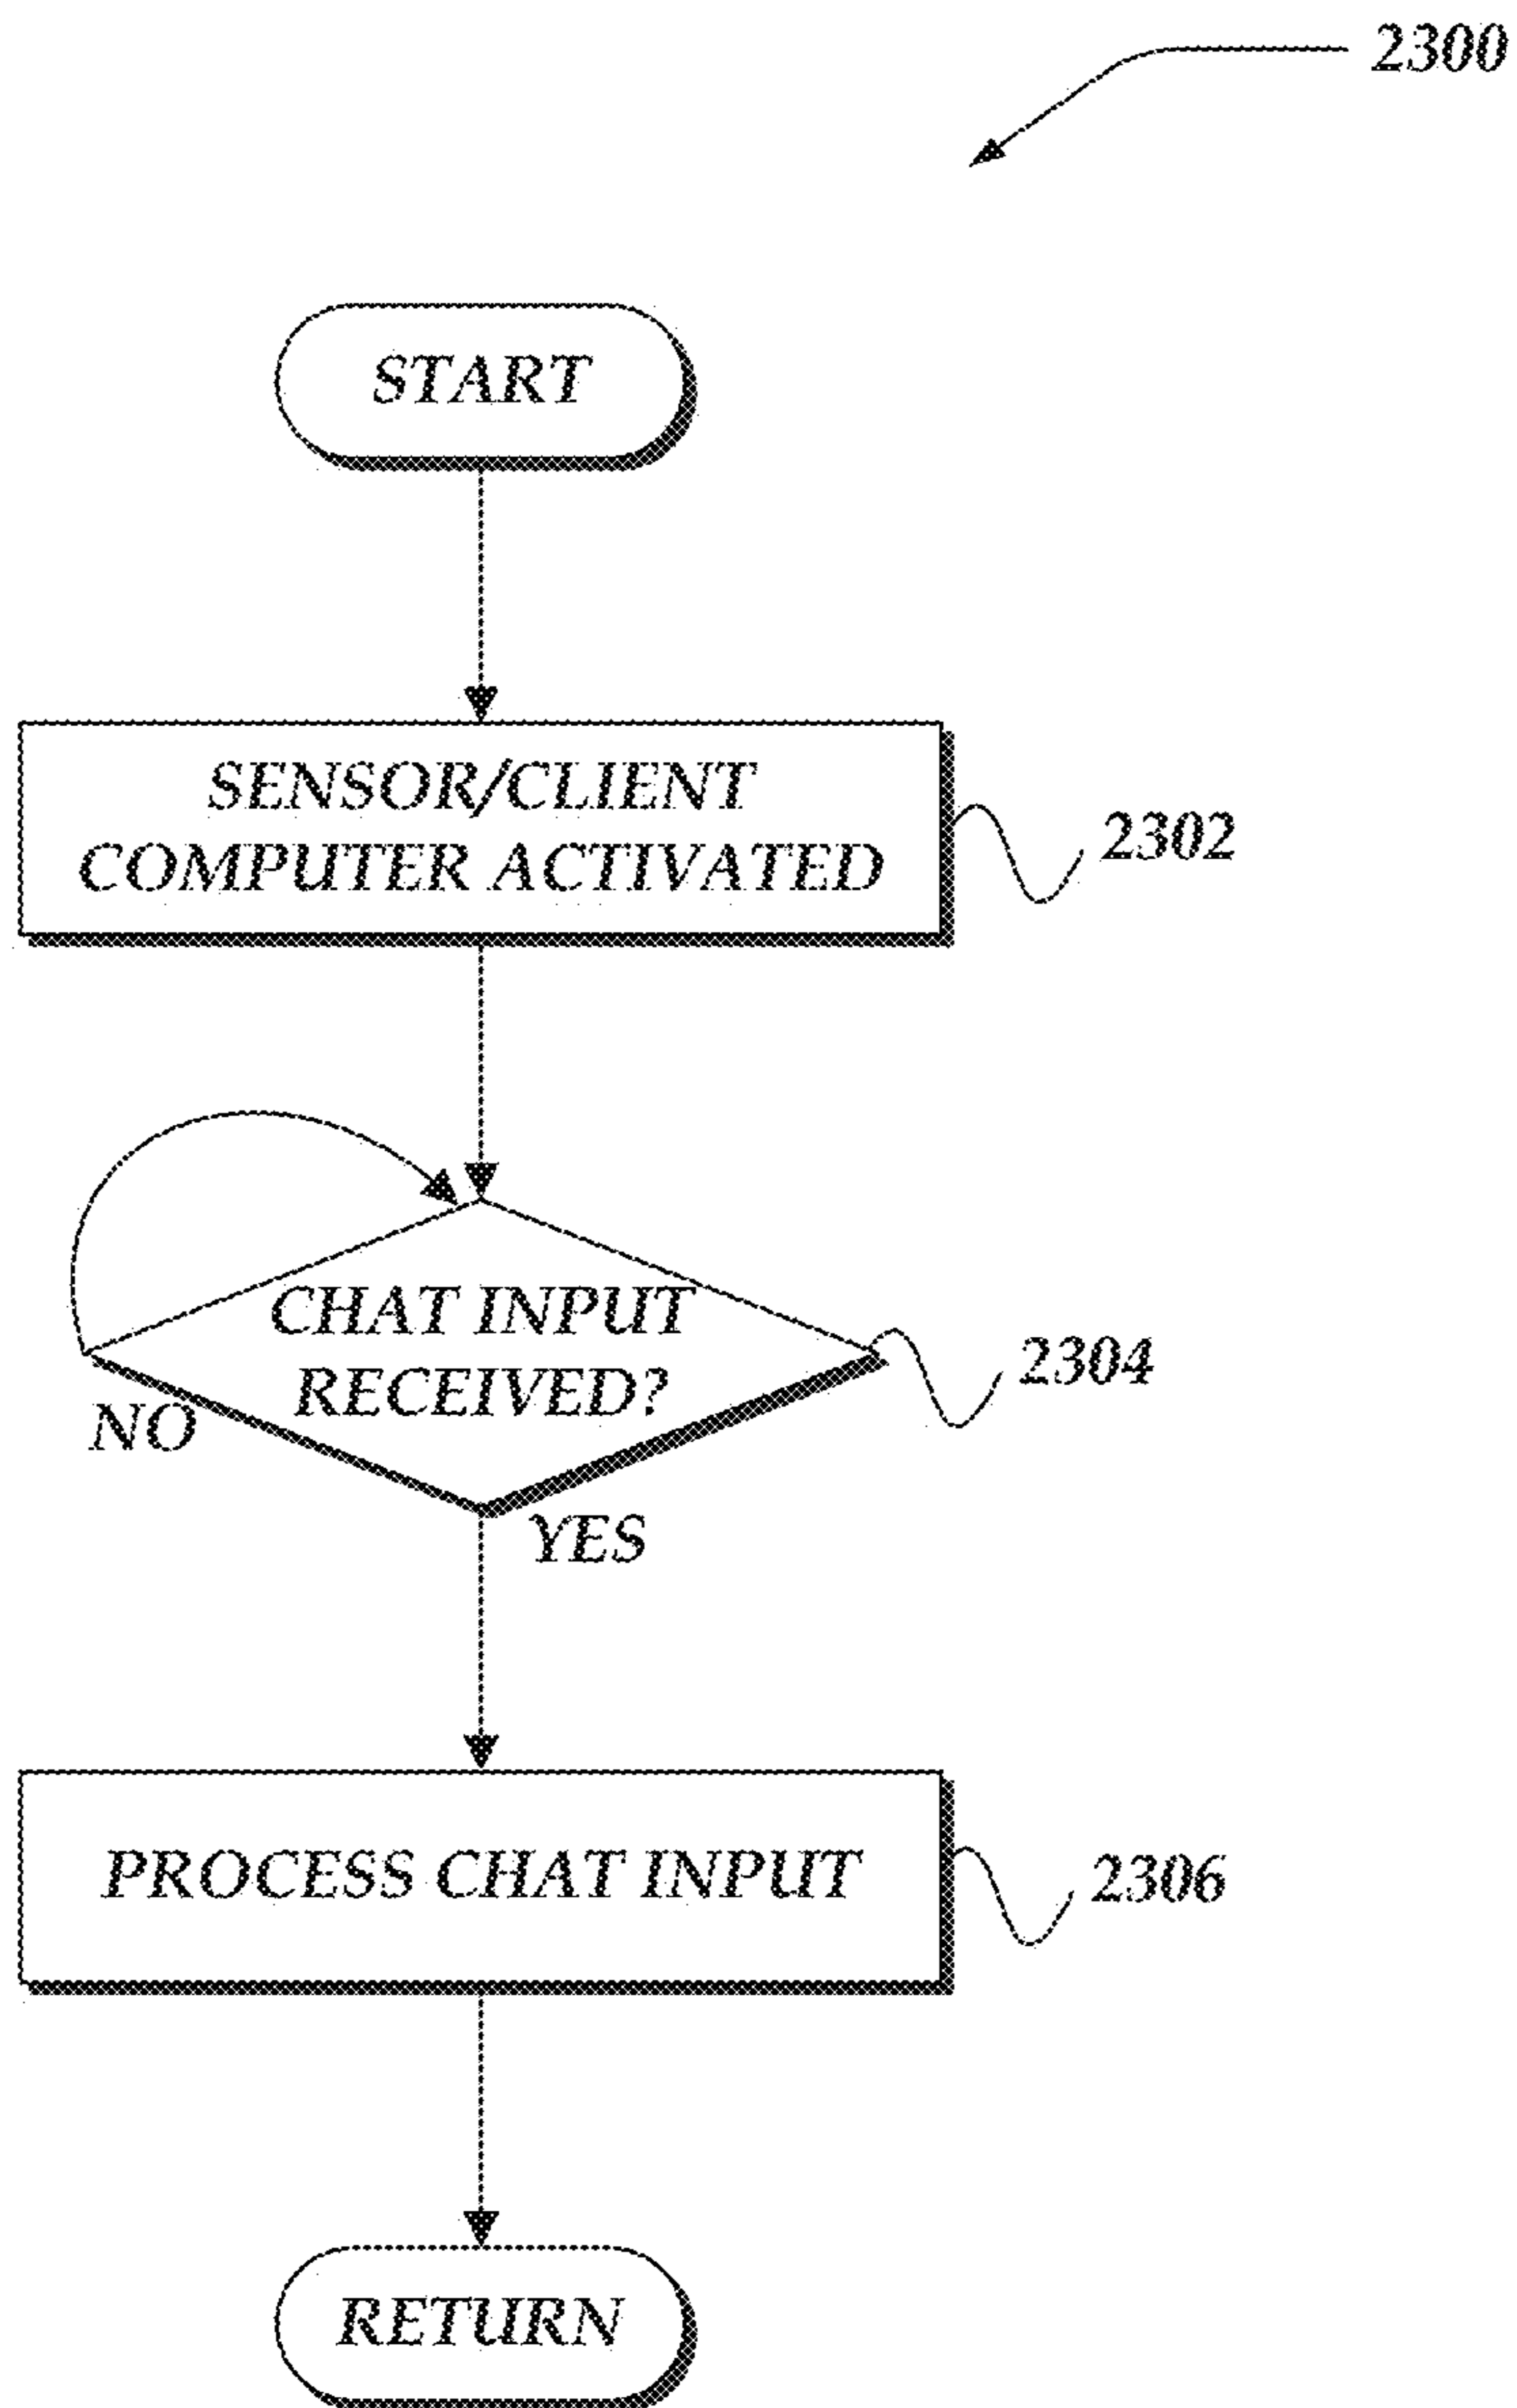 2300
START
SENSOR/CLIENT
COMPUTER ACTIVATED
2302
CHAT INPUT
RECEIVED?
2304
NO
YES
PROCESS CHAT INPUT
2306
RETURN